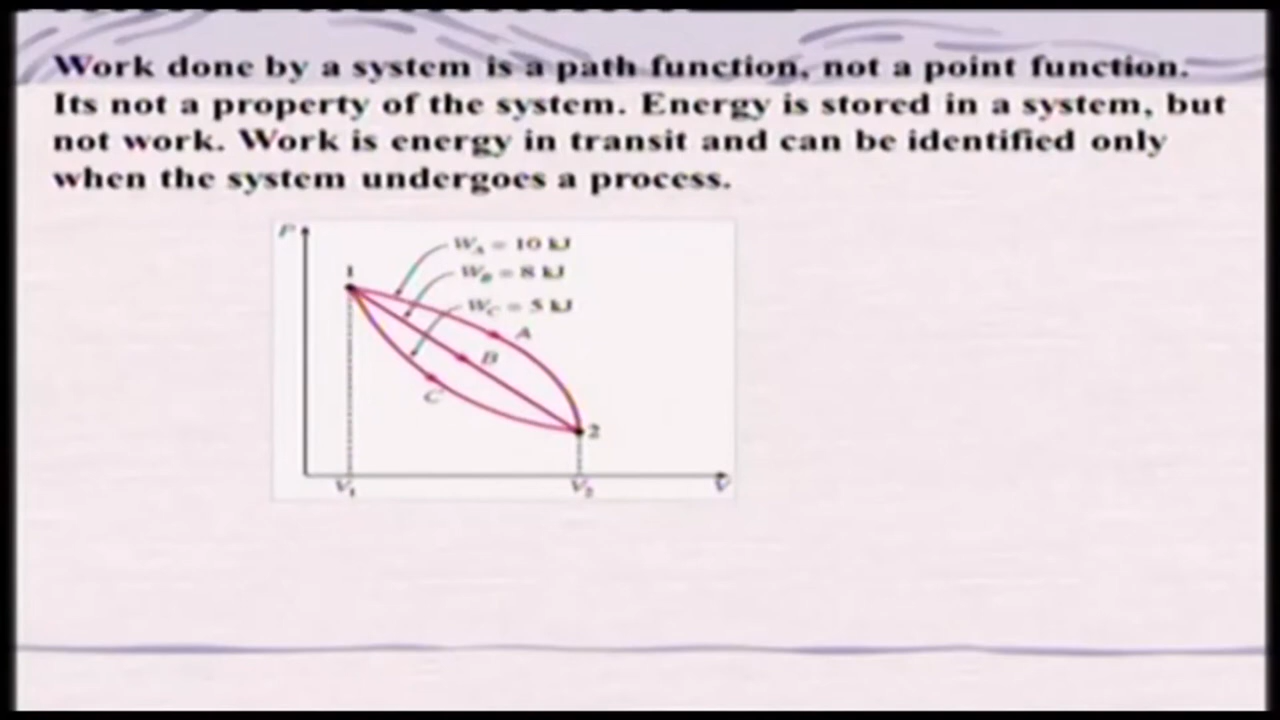 Work done by a system is a path function, not a point function.
Its not a property of the system. Energy is stored in a system, but
not work. Work is energy in transit and can be identified only
when the system undergoes a process.
P
W_A = 10 kJ
1
W_B = 8 kJ
W_C = 5 kJ
A
B
C
2
V_1
V_2
V